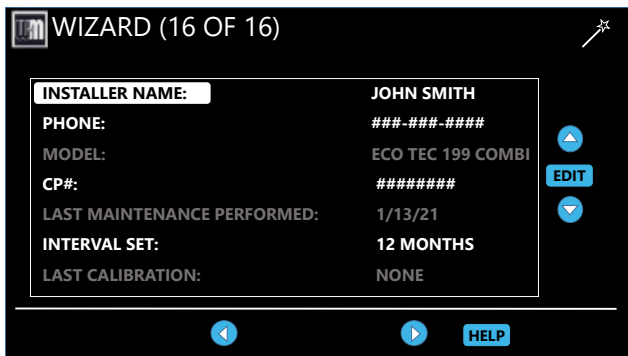 WIZARD (16 OF 16)
INSTALLER NAME: JOHN SMITH
PHONE: ###-###-####
MODEL: ECO TEC 199 COMBI
CP#: ########
LAST MAINTENANCE PERFORMED: 1/13/21
INTERVAL SET: 12 MONTHS
LAST CALIBRATION: NONE
EDIT
HELP